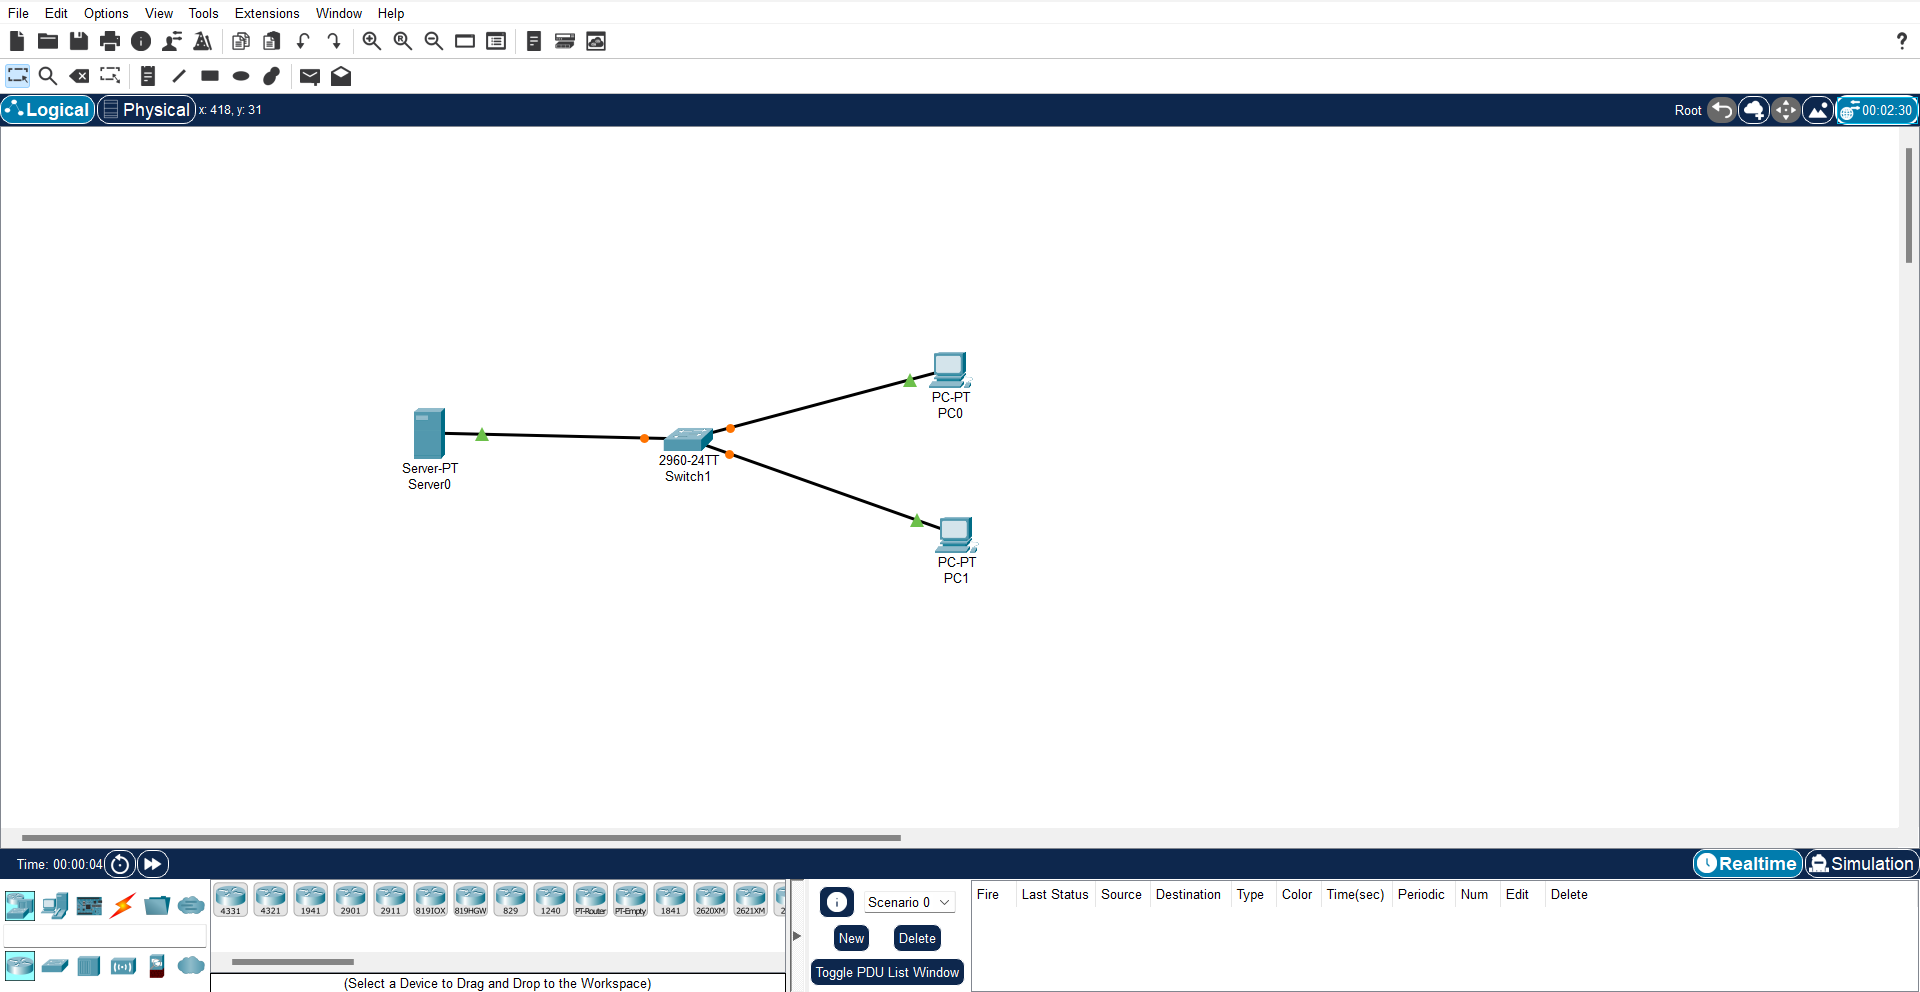 File Edit Options View Tools Extensions Window Help
?
Logical Physical x: 418, y: 31 Root 00:02:30
PC-PT
PC0
Server-PT
Server0
2960-24TT
Switch1
PC-PT
PC1
Time: 00:00:04 Realtime Simulation
4331 4321 1941 2901 2911 819IOX 819HGW 829 1240 PT-Router PT-Empty 1841 2620XM 2621XM 2
Scenario 0
New Delete
Toggle PDU List Window
Fire Last Status Source Destination Type Color Time(sec) Periodic Num Edit Delete
(Select a Device to Drag and Drop to the Workspace)